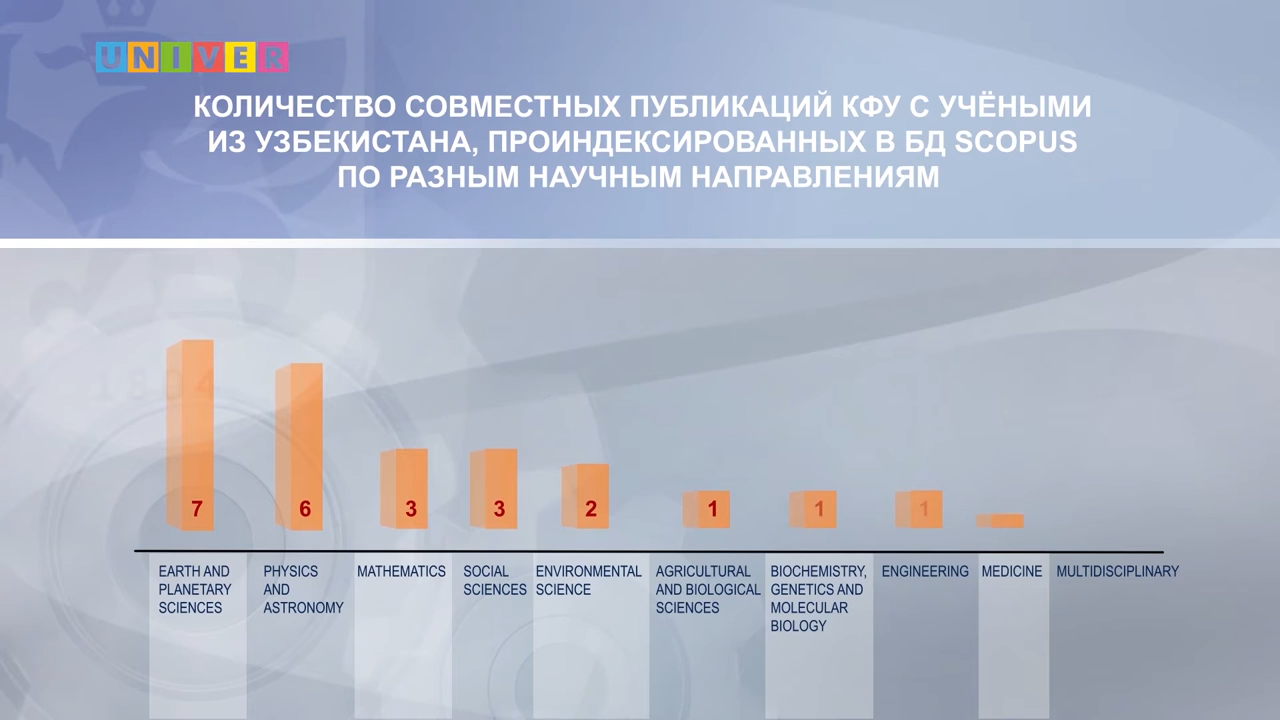 UNIVER
КОЛИЧЕСТВО СОВМЕСТНЫХ ПУБЛИКАЦИЙ КФУ С УЧЁНЫМИ
ИЗ УЗБЕКИСТАНА, ПРОИНДЕКСИРОВАННЫХ В БД SCOPUS
ПО РАЗНЫМ НАУЧНЫМ НАПРАВЛЕНИЯМ
1804
7
6
3
3
2
1
1
1
EARTH AND
PLANETARY
SCIENCES
PHYSICS
AND
ASTRONOMY
MATHEMATICS
SOCIAL
SCIENCES
ENVIRONMENTAL
SCIENCE
AGRICULTURAL
AND BIOLOGICAL
SCIENCES
BIOCHEMISTRY,
GENETICS AND
MOLECULAR
BIOLOGY
ENGINEERING
MEDICINE
MULTIDISCIPLINARY